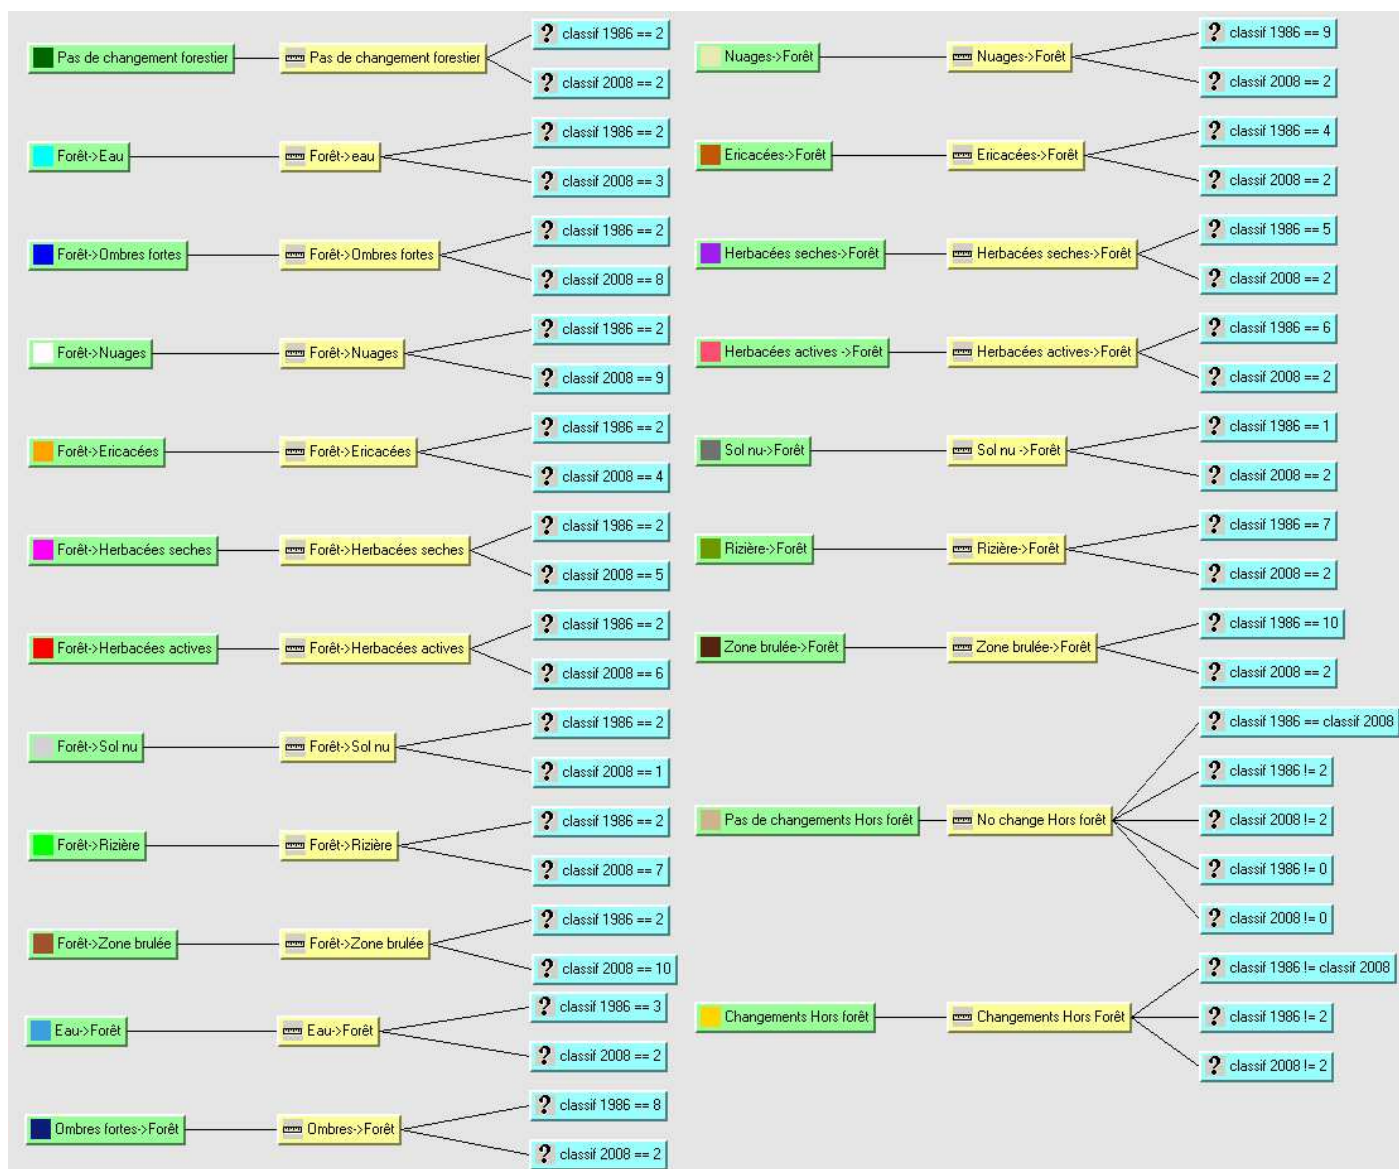 Pas de changement forestier
Pas de changement forestier
classif 1986 == 2
classif 2008 == 2
Forêt->Eau
Forêt->eau
classif 1986 == 2
classif 2008 == 3
Forêt->Ombres fortes
Forêt->Ombres fortes
classif 1986 == 2
classif 2008 == 8
Forêt->Nuages
Forêt->Nuages
classif 1986 == 2
classif 2008 == 9
Forêt->Ericacées
Forêt->Ericacées
classif 1986 == 2
classif 2008 == 4
Forêt->Herbacées seches
Forêt->Herbacées seches
classif 1986 == 2
classif 2008 == 5
Forêt->Herbacées actives
Forêt->Herbacées actives
classif 1986 == 2
classif 2008 == 6
Forêt->Sol nu
Forêt->Sol nu
classif 1986 == 2
classif 2008 == 1
Forêt->Rizière
Forêt->Rizière
classif 1986 == 2
classif 2008 == 7
Forêt->Zone brulée
Forêt->Zone brulée
classif 1986 == 2
classif 2008 == 10
Eau->Forêt
Eau->Forêt
classif 1986 == 3
classif 2008 == 2
Ombres fortes->Forêt
Ombres->Forêt
classif 1986 == 8
classif 2008 == 2
Nuages->Forêt
Nuages->Forêt
classif 1986 == 9
classif 2008 == 2
Ericacées->Forêt
Ericacées->Forêt
classif 1986 == 4
classif 2008 == 2
Herbacées seches->Forêt
Herbacées seches->Forêt
classif 1986 == 5
classif 2008 == 2
Herbacées actives ->Forêt
Herbacées actives->Forêt
classif 1986 == 6
classif 2008 == 2
Sol nu->Forêt
Sol nu ->Forêt
classif 1986 == 1
classif 2008 == 2
Rizière->Forêt
Rizière->Forêt
classif 1986 == 7
classif 2008 == 2
Zone brulée->Forêt
Zone brulée->Forêt
classif 1986 == 10
classif 2008 == 2
Pas de changements Hors forêt
No change Hors forêt
classif 1986 == classif 2008
classif 1986 != 2
classif 2008 != 2
classif 1986 != 0
classif 2008 != 0
Changements Hors forêt
Changements Hors Forêt
classif 1986 != classif 2008
classif 1986 != 2
classif 2008 != 2